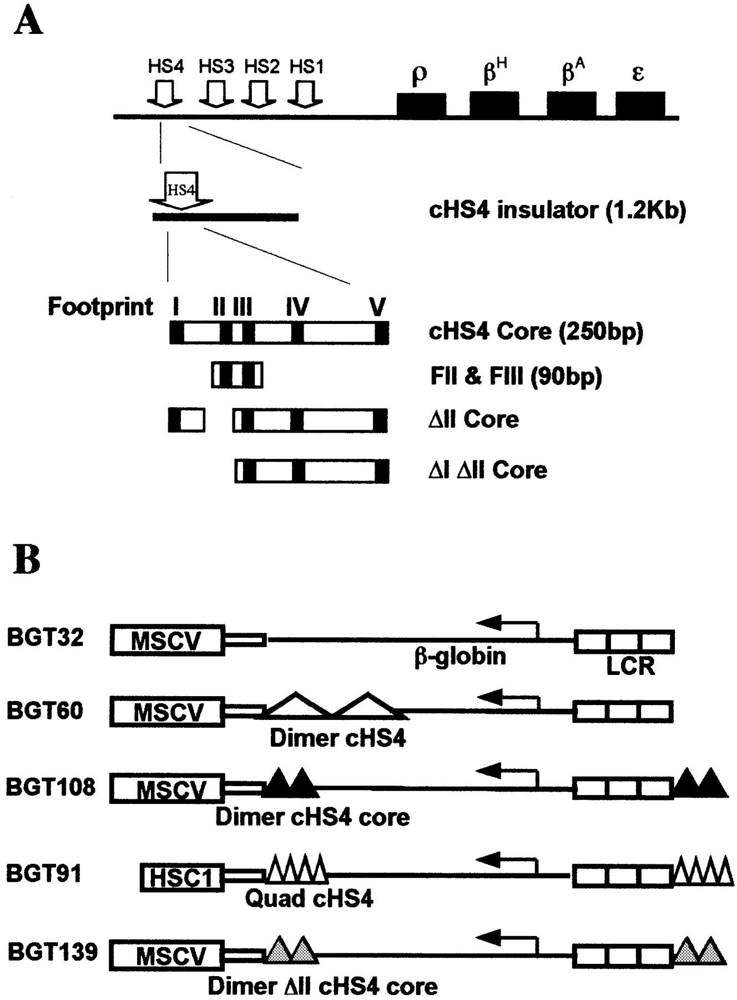 A
HS4 HS3 HS2 HS1 ρ βH βA ε
HS4
cHS4 insulator (1.2Kb)
Footprint I II III IV V
cHS4 Core (250bp)
FII & FIII (90bp)
ΔII Core
ΔI ΔII Core
B
BGT32 MSCV β-globin LCR
BGT60 MSCV
Dimer cHS4
BGT108 MSCV
Dimer cHS4 core
BGT91 HSC1
Quad cHS4
BGT139 MSCV
Dimer ΔII cHS4 core